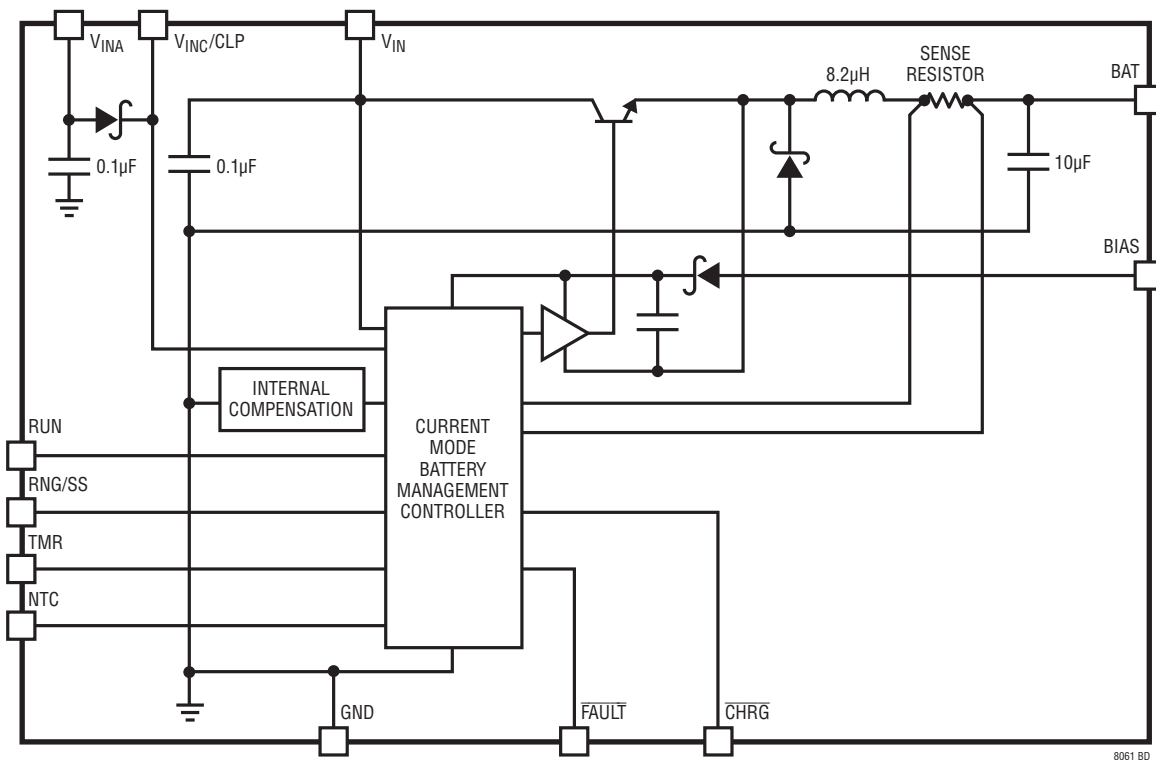 VINA
VINC/CLP
VIN
8.2µH
SENSE
RESISTOR
BAT
0.1µF
0.1µF
10µF
BIAS
INTERNAL
COMPENSATION
CURRENT
MODE
BATTERY
MANAGEMENT
CONTROLLER
RUN
RNG/SS
TMR
NTC
GND
FAULT
CHRG
8061 BD